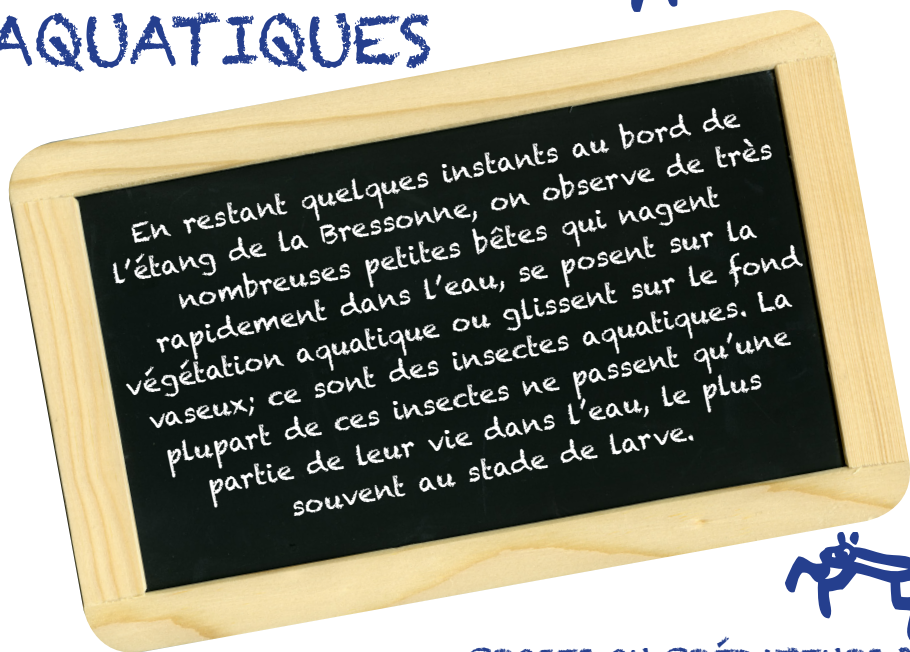 AQUATIQUES
En restant quelques instants au bord de
l'étang de la Bressonne, on observe de très
nombreuses petites bêtes qui nagent
rapidement dans l'eau, se posent sur la
végétation aquatique ou glissent sur le fond
vaseux; ce sont des insectes aquatiques. La
plupart de ces insectes ne passent qu'une
partie de leur vie dans l'eau, le plus
souvent au stade de larve.